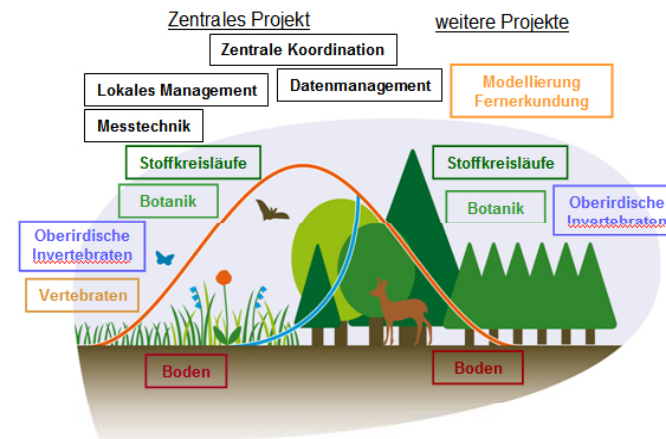 Zentrales Projekt
weitere Projekte
Zentrale Koordination
Lokales Management
Datenmanagement
Modellierung
Fernerkundung
Messtechnik
Stoffkreisläufe
Stoffkreisläufe
Botanik
Botanik
Oberirdische
Invertebraten
Oberirdische
Invertebraten
Vertebraten
Boden
Boden